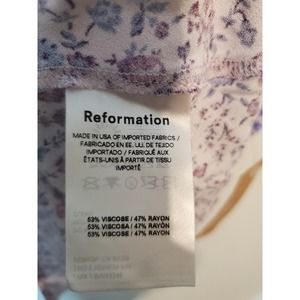 Reformation
MADE IN USA OF IMPORTED FABRICS /
FABRICADO EN EE. UU. DE TEJIDO
IMPORTADO / FABRIQUÉ AUX
ÉTATS-UNIS À PARTIR DE TISSU
IMPORTÉ
53% VISCOSE / 47% RAYON
53% VISCOSE / 47% RAYON
53% VISCOSE / 47% RAYON